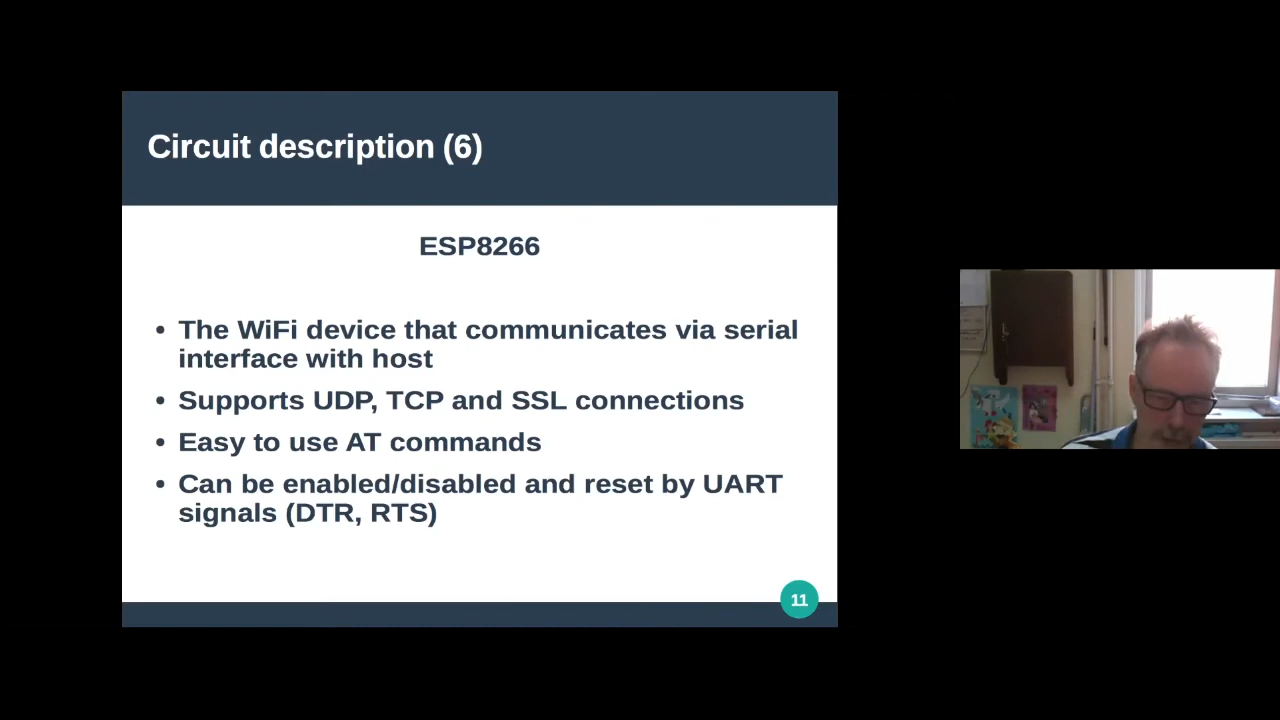 Circuit description (6)
ESP8266
• The WiFi device that communicates via serial
interface with host
• Supports UDP, TCP and SSL connections
• Easy to use AT commands
• Can be enabled/disabled and reset by UART
signals (DTR, RTS)
11